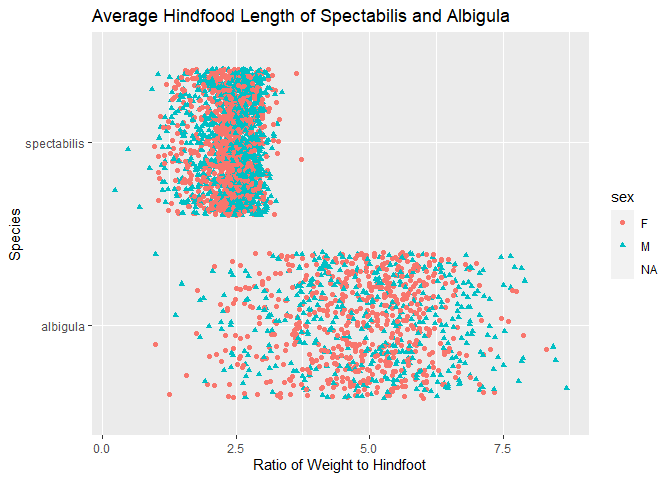 Average Hindfood Length of Spectabilis and Albigula
spectabilis
albigula
Species
0.0
2.5
5.0
7.5
Ratio of Weight to Hindfoot
sex
F
M
NA